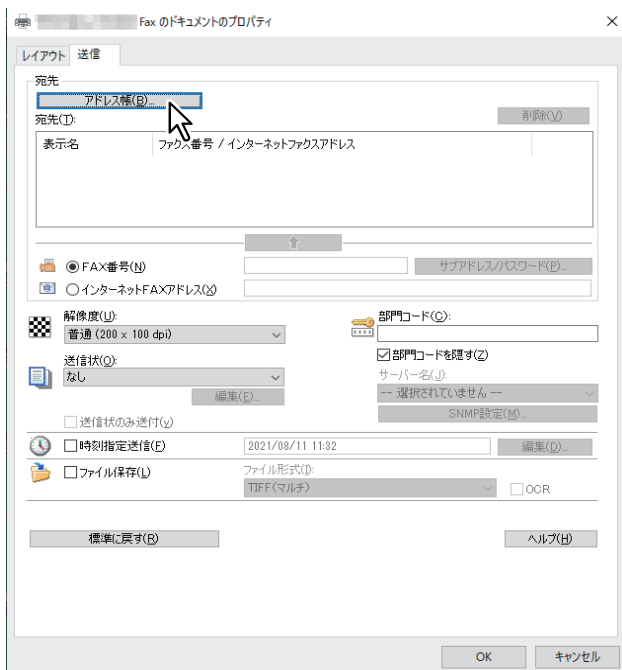 Fax のドキュメントのプロパティ
レイアウト 送信
宛先
アドレス帳(B)...
宛先(T):
削除(V)
表示名 ファクス番号 / インターネットファクスアドレス
FAX番号(N) サブアドレス/パスワード(P)...
インターネットFAXアドレス(X)
解像度(U): 部門コード(C):
普通 (200 x 100 dpi)
送信状(O): 部門コードを隠す(Z)
なし サーバー名(J):
編集(E)... -- 選択されていません --
SNMP設定(M)...
送信状のみ送付(y)
時刻指定送信(F) 2021/08/11 11:32 編集(D)...
ファイル保存(L) ファイル形式(I):
TIFF(マルチ) OCR
標準に戻す(R) ヘルプ(H)
OK キャンセル